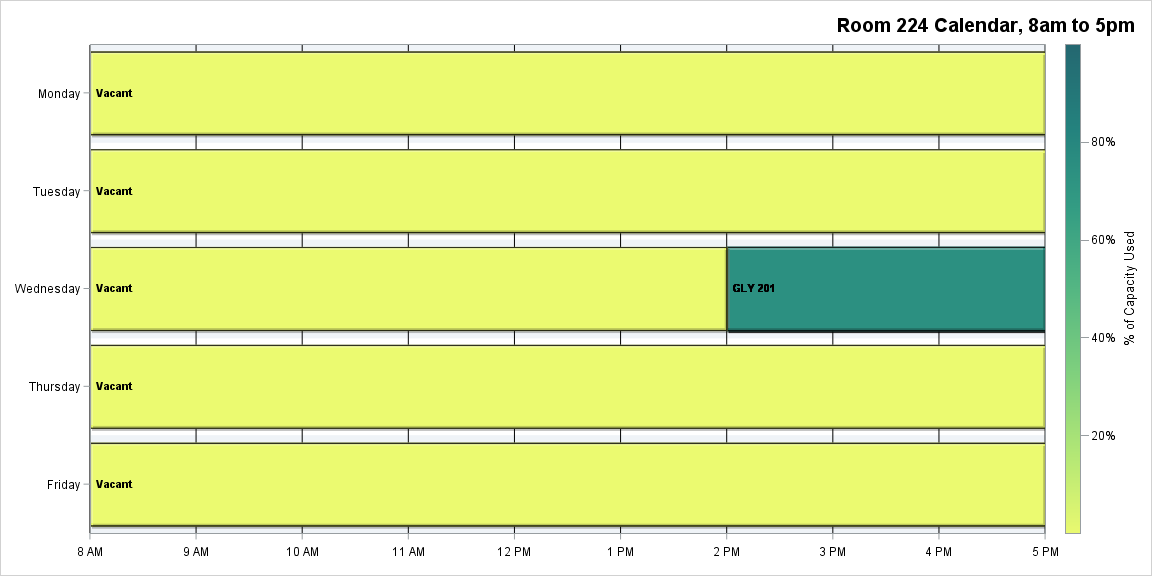 Room 224 Calendar, 8am to 5pm
Monday
Vacant
Tuesday
Vacant
Wednesday
Vacant
GLY 201
Thursday
Vacant
Friday
Vacant
8 AM 9 AM 10 AM 11 AM 12 PM 1 PM 2 PM 3 PM 4 PM 5 PM
80%
60%
40%
20%
% of Capacity Used